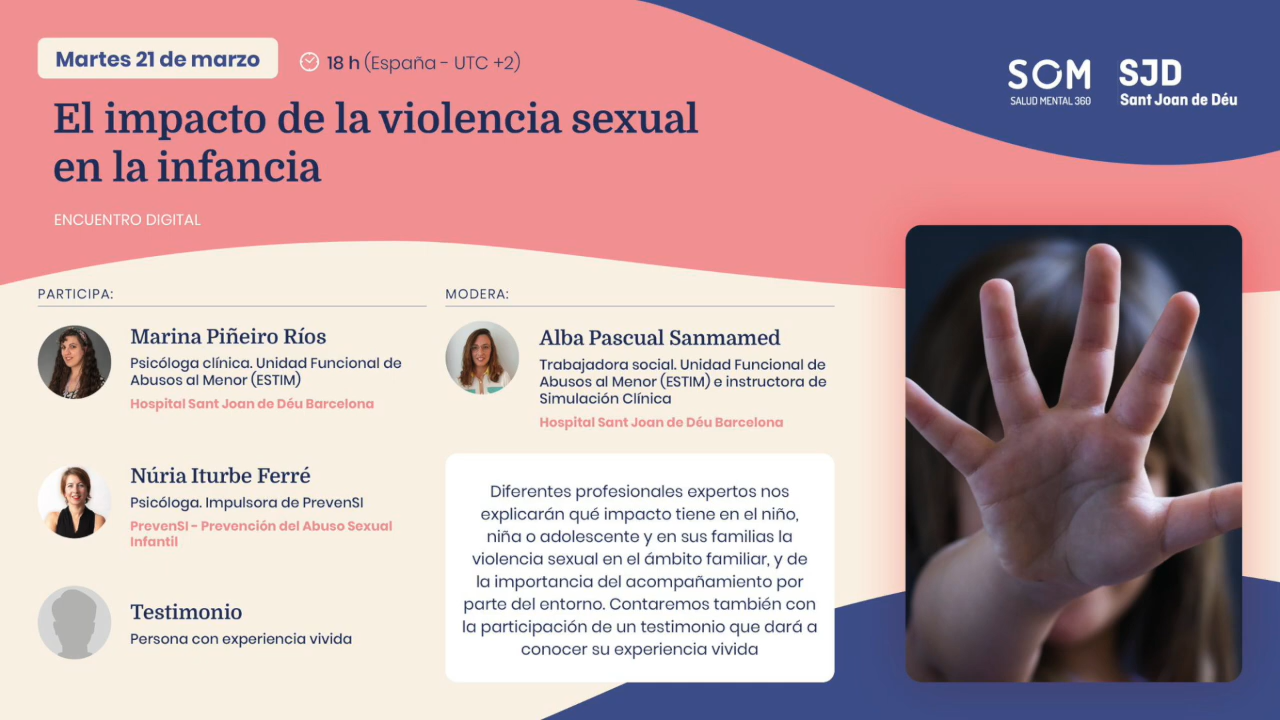 Martes 21 de marzo
18 h (España - UTC +2)
SOM
SALUD MENTAL 360
SJD
Sant Joan de Déu
El impacto de la violencia sexual
en la infancia
ENCUENTRO DIGITAL
PARTICIPA:
Marina Piñeiro Ríos
Psicóloga clínica. Unidad Funcional de
Abusos al Menor (ESTIM)
Hospital Sant Joan de Déu Barcelona
Núria Iturbe Ferré
Psicóloga. Impulsora de PrevenSI
PrevenSI - Prevención del Abuso Sexual
Infantil
Testimonio
Persona con experiencia vivida
MODERA:
Alba Pascual Sanmamed
Trabajadora social. Unidad Funcional de
Abusos al Menor (ESTIM) e instructora de
Simulación Clínica
Hospital Sant Joan de Déu Barcelona
Diferentes profesionales expertos nos
explicarán qué impacto tiene en el niño,
niña o adolescente y en sus familias la
violencia sexual en el ámbito familiar, y de
la importancia del acompañamiento por
parte del entorno. Contaremos también con
la participación de un testimonio que dará a
conocer su experiencia vivida